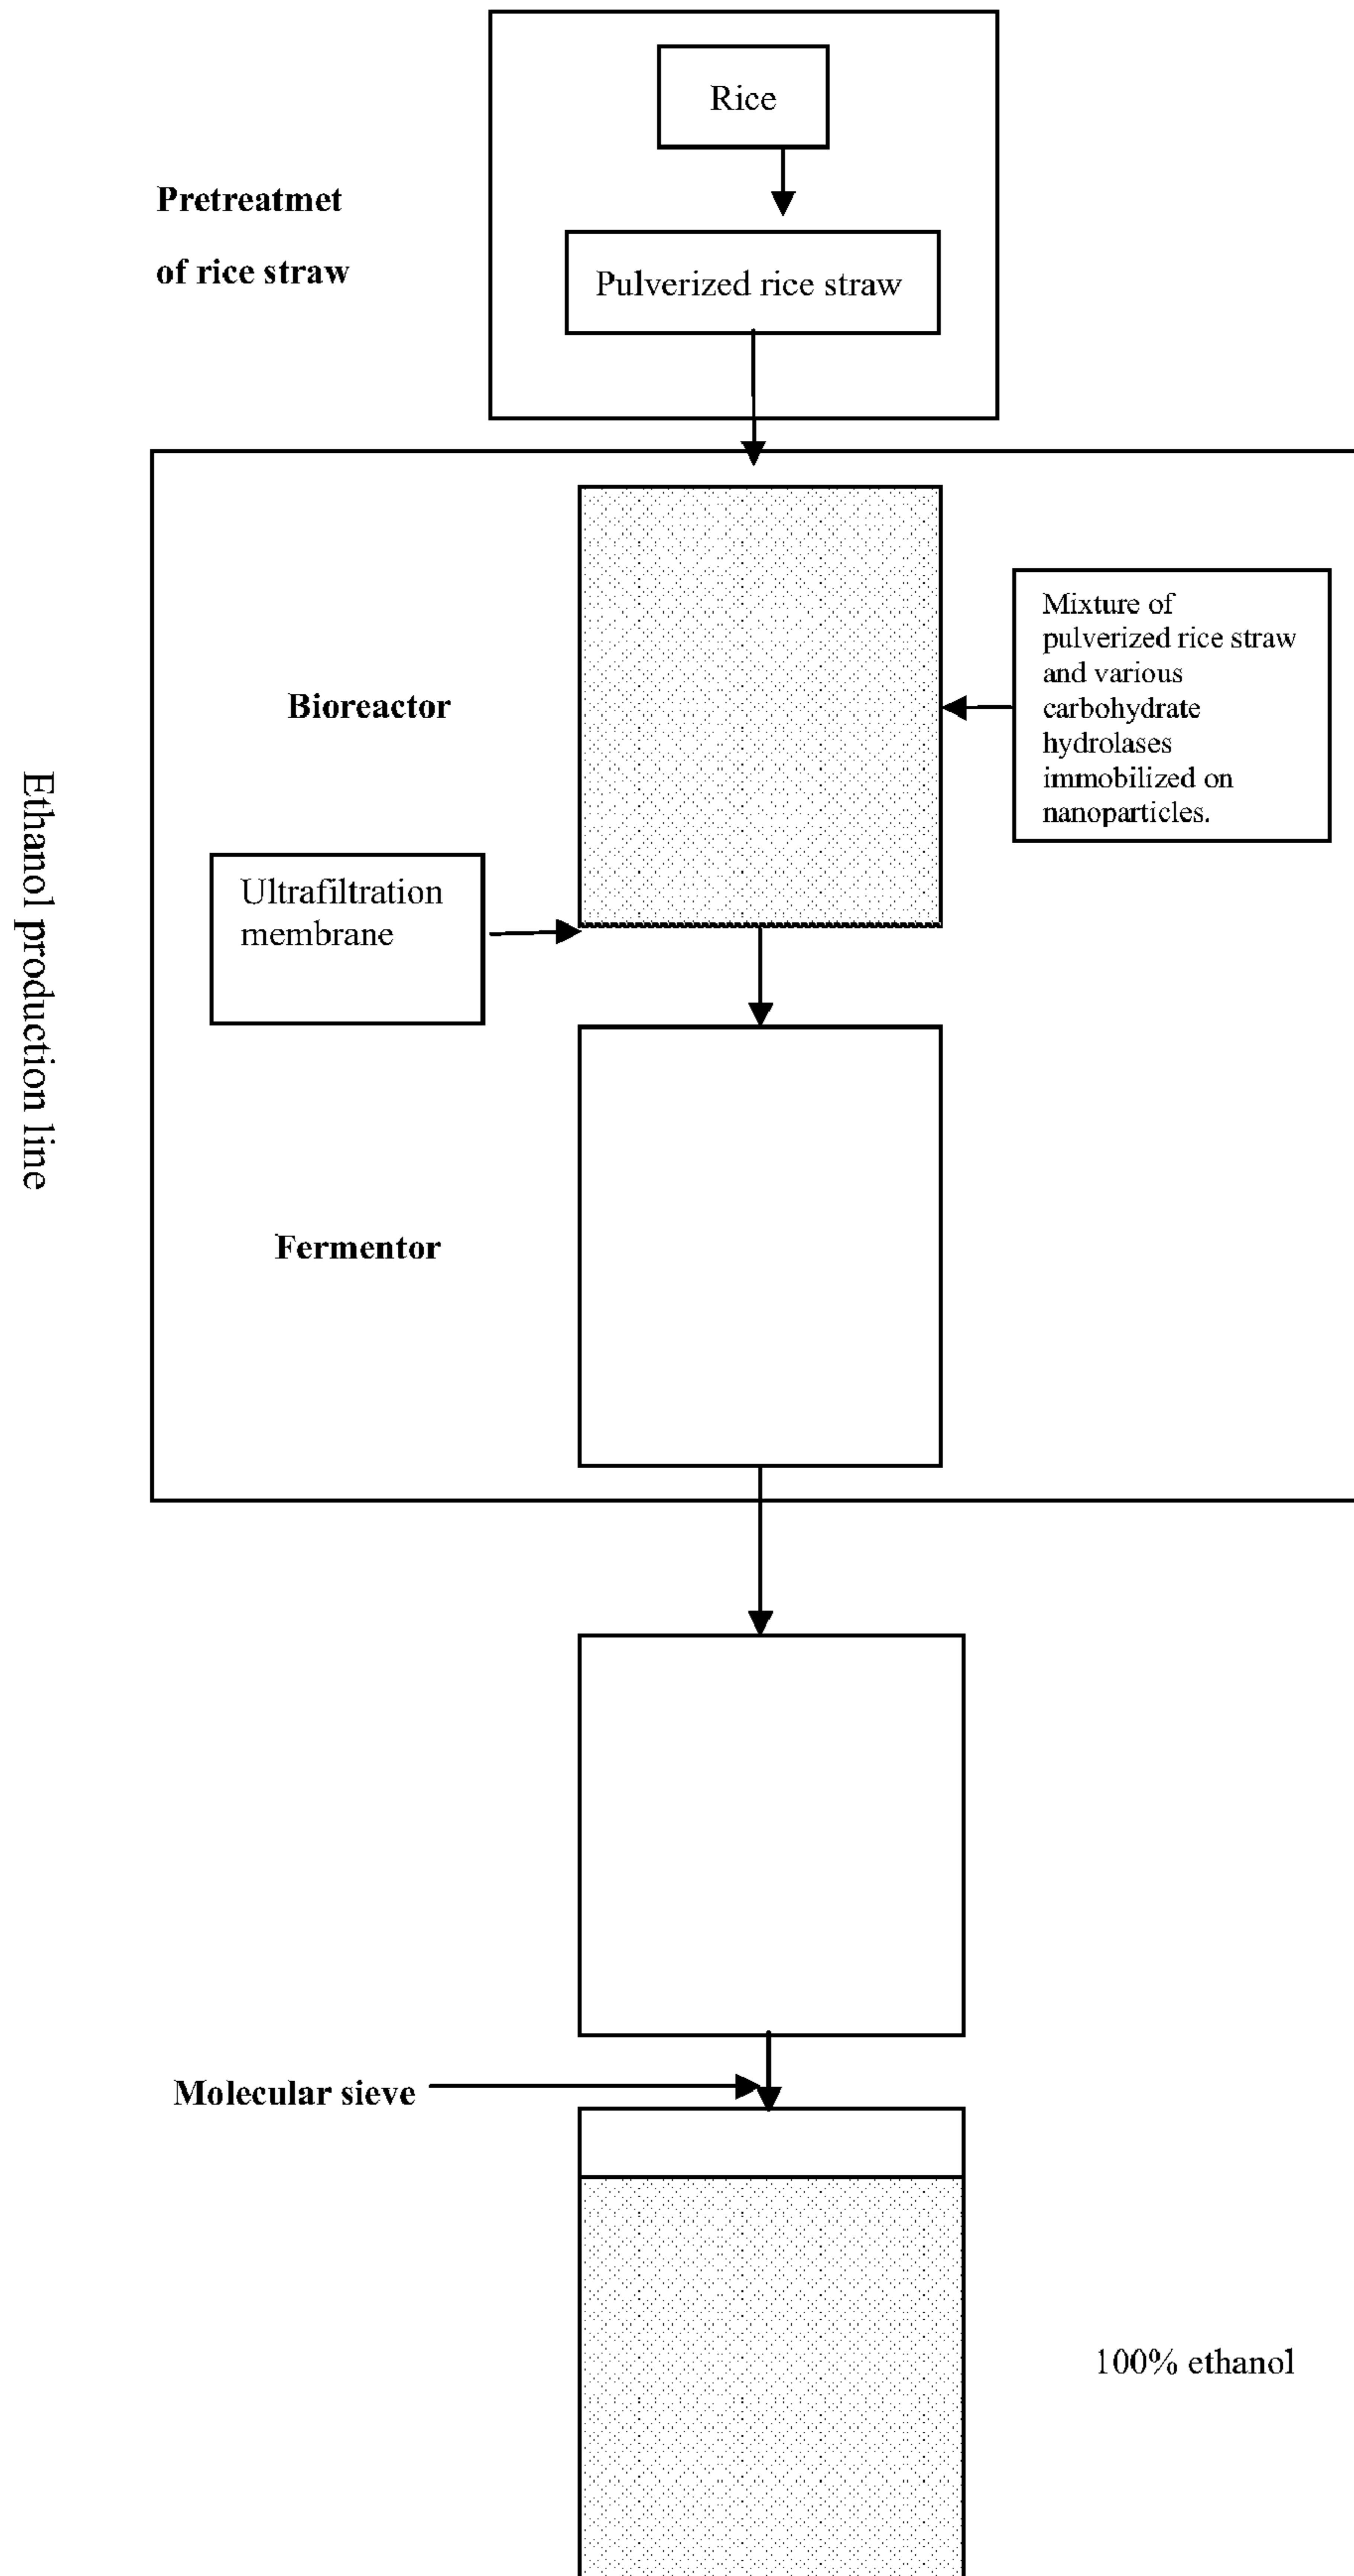 Rice
Pretreatmet
of rice straw
Pulverized rice straw
Mixture of
pulverized rice straw
and various
carbohydrate
hydrolases
immobilized on
nanoparticles.
Bioreactor
Ethanol production line
Ultrafiltration
membrane
Fermentor
Molecular sieve
100% ethanol